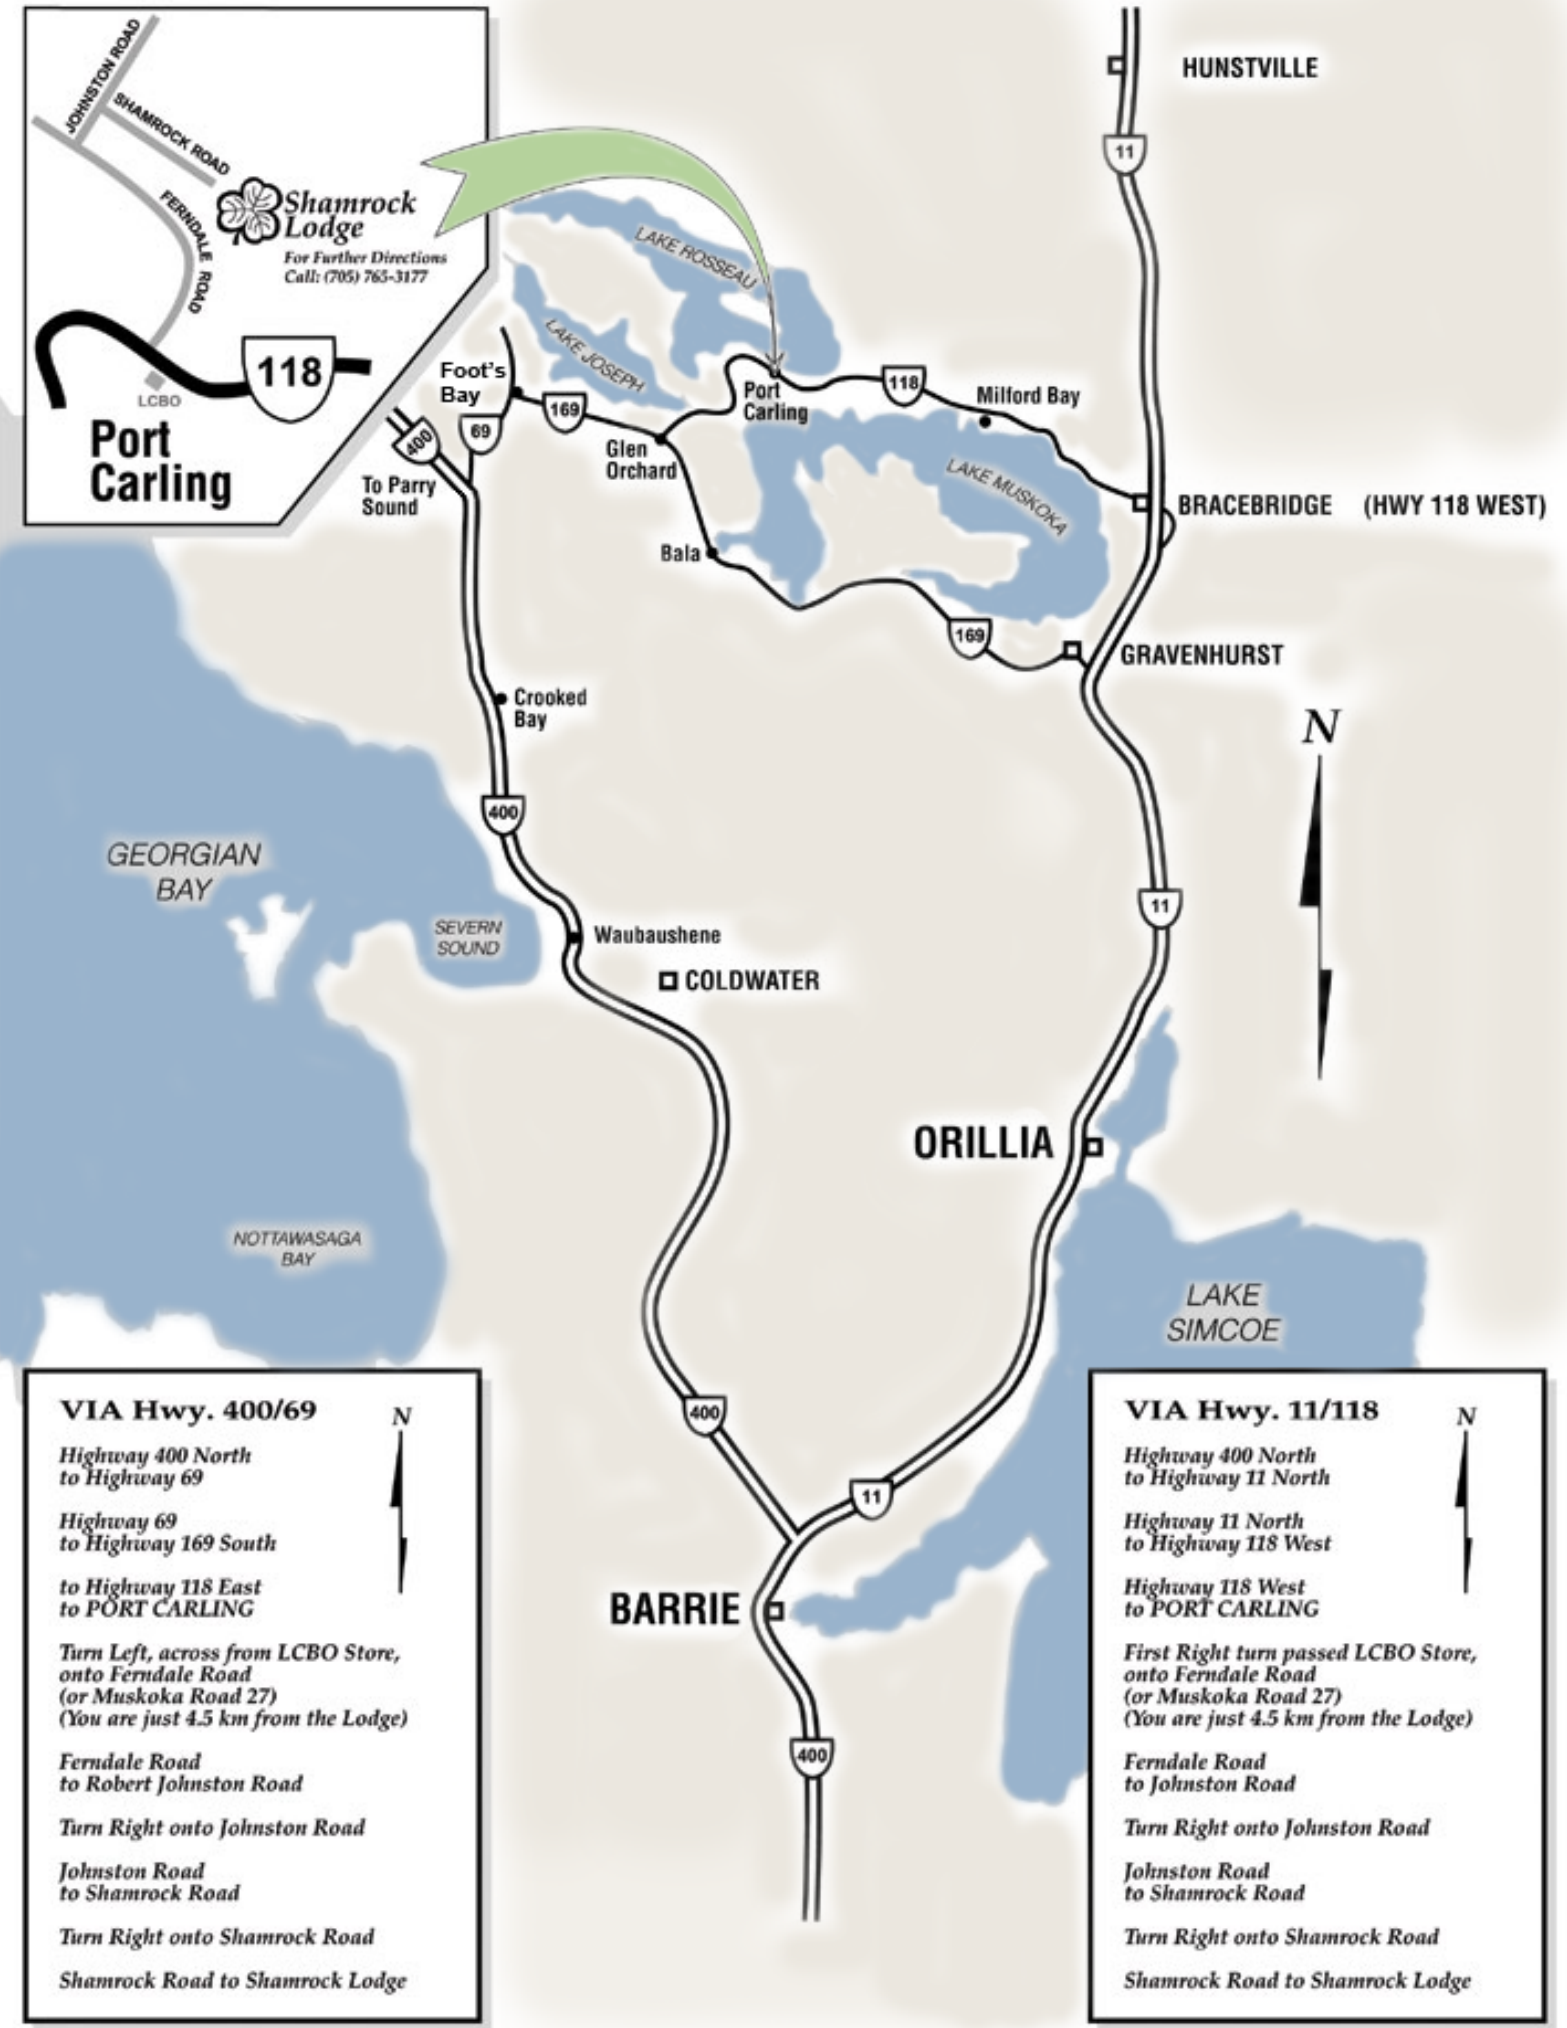 JOHNSTON ROAD
SHAMROCK ROAD
FERNDALE ROAD
Shamrock
Lodge
For Further Directions
Call: (705) 765-3177
118
LCBO
Port
Carling
HUNSTVILLE
11
LAKE ROSSEAU
LAKE JOSEPH
Foot's
Bay
169
69
400
To Parry
Sound
Glen
Orchard
Port
Carling
118
Milford Bay
LAKE MUSKOKA
BRACEBRIDGE (HWY 118 WEST)
Bala
169
GRAVENHURST
Crooked
Bay
N
400
GEORGIAN
BAY
SEVERN
SOUND
Waubaushene
COLDWATER
11
ORILLIA
NOTTAWASAGA
BAY
LAKE
SIMCOE
400
11
BARRIE
400
VIA Hwy. 400/69
N
Highway 400 North
to Highway 69
Highway 69
to Highway 169 South
to Highway 118 East
to PORT CARLING
Turn Left, across from LCBO Store,
onto Ferndale Road
(or Muskoka Road 27)
(You are just 4.5 km from the Lodge)
Ferndale Road
to Robert Johnston Road
Turn Right onto Johnston Road
Johnston Road
to Shamrock Road
Turn Right onto Shamrock Road
Shamrock Road to Shamrock Lodge
VIA Hwy. 11/118
N
Highway 400 North
to Highway 11 North
Highway 11 North
to Highway 118 West
Highway 118 West
to PORT CARLING
First Right turn passed LCBO Store,
onto Ferndale Road
(or Muskoka Road 27)
(You are just 4.5 km from the Lodge)
Ferndale Road
to Johnston Road
Turn Right onto Johnston Road
Johnston Road
to Shamrock Road
Turn Right onto Shamrock Road
Shamrock Road to Shamrock Lodge